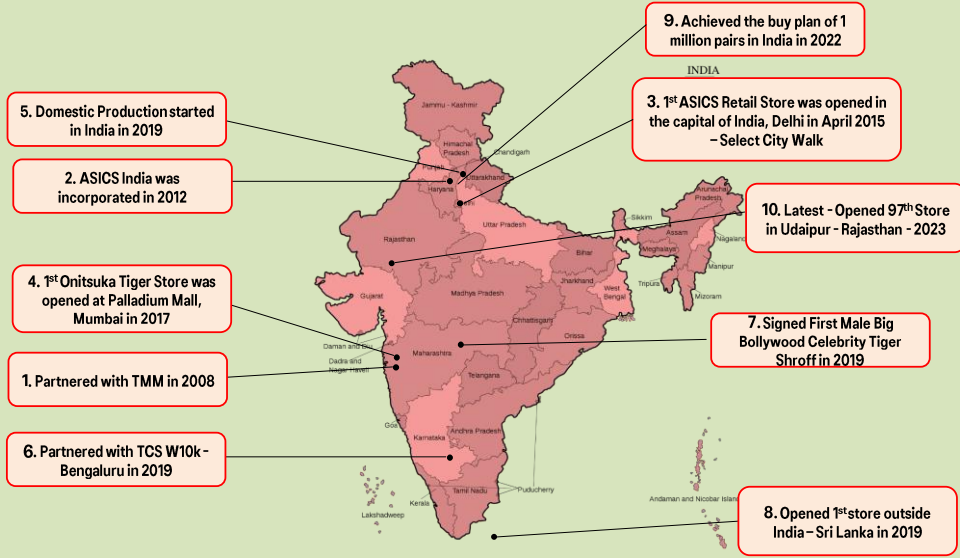 9. Achieved the buy plan of 1
million pairs in India in 2022
INDIA
5. Domestic Production started
in India in 2019
3. 1st ASICS Retail Store was opened in
the capital of India, Delhi in April 2015
– Select City Walk
2. ASICS India was
incorporated in 2012
10. Latest - Opened 97th Store
in Udaipur - Rajasthan - 2023
4. 1st Onitsuka Tiger Store was
opened at Palladium Mall,
Mumbai in 2017
7. Signed First Male Big
Bollywood Celebrity Tiger
Shroff in 2019
1. Partnered with TMM in 2008
6. Partnered with TCS W10k -
Bengaluru in 2019
8. Opened 1st store outside
India – Sri Lanka in 2019
Jammu - Kashmir
Himachal
Pradesh
Chandigarh
Punjab
Uttarakhand
Haryana
Delhi
Arunachal
Pradesh
Sikkim
Uttar Pradesh
Assam
Nagaland
Rajasthan
Meghalaya
Bihar
Manipur
Tripura
Jharkhand
West
Bengal
Mizoram
Gujarat
Madhya Pradesh
Chhattisgarh
Orissa
Daman and Diu
Dadra and
Nagar Haveli
Maharashtra
Telangana
Goa
Karnataka
Andhra Pradesh
Puducherry
Tamil Nadu
Kerala
Lakshadweep
Andaman and Nicobar Islan